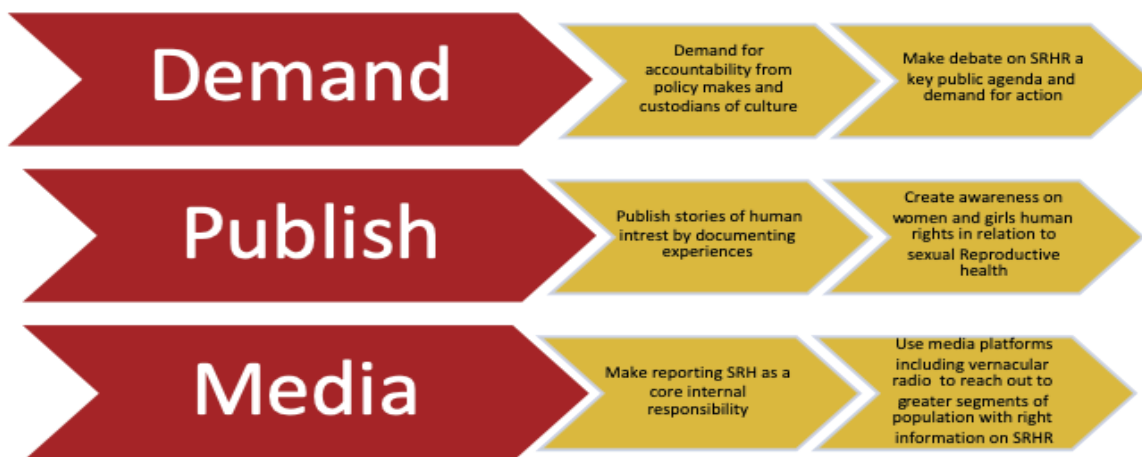 Demand
Demand for
accountability from
policy makes and
custodians of culture
Make debate on SRHR a
key public agenda and
demand for action
Publish
Publish stories of human
intrest by documenting
experiences
Create awareness on
women and girls human
rights in relation to
sexual Reproductive
health
Media
Make reporting SRH as a
core internal
responsibility
Use media platforms
including vernacular
radio to reach out to
greater segments of
population with right
information on SRHR